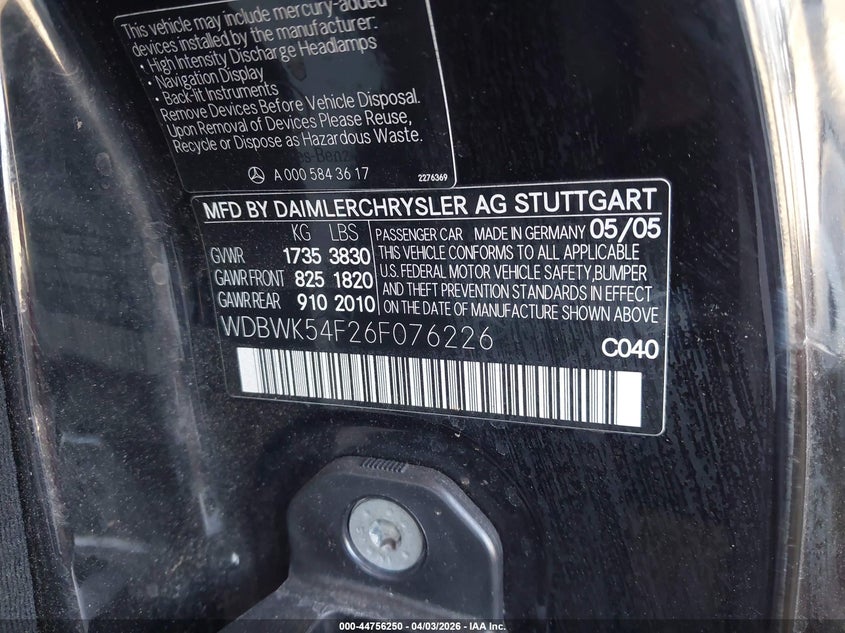 This vehicle may include mercury-added
devices installed by the manufacturer:
• High Intensity Discharge Headlamps
• Navigation Display
• Back-lit Instruments
Remove Devices Before Vehicle Disposal.
Upon Removal of Devices Please Reuse,
Recycle or Dispose as Hazardous Waste.
A 000 584 36 17
2276369
MFD BY DAIMLERCHRYSLER AG STUTTGART
KG LBS
GVWR 1735 3830
GAWR FRONT 825 1820
GAWR REAR 910 2010
PASSENGER CAR MADE IN GERMANY 05/05
THIS VEHICLE CONFORMS TO ALL APPLICABLE
U.S. FEDERAL MOTOR VEHICLE SAFETY, BUMPER
AND THEFT PREVENTION STANDARDS IN EFFECT
ON THE DATE OF MANUFACTURE SHOWN ABOVE
WDBWK54F26F076226
C040
000-44756250 - 04/03/2026 - IAA Inc.